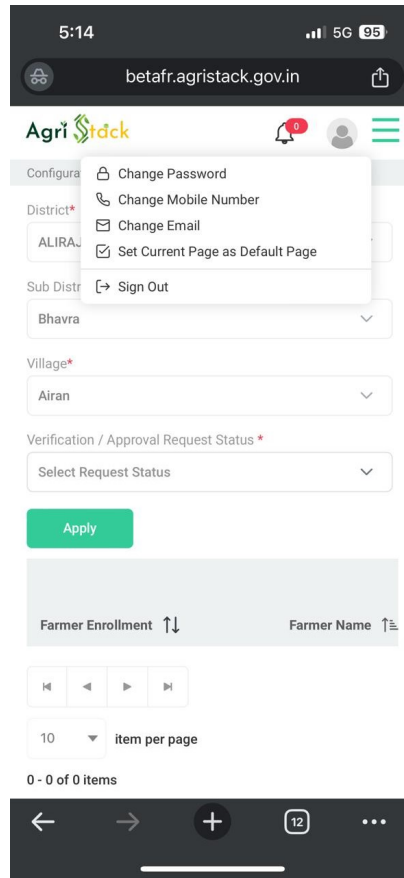 5:14
5G 95
betafr.agristack.gov.in
Agri Stack
0
Configura
Change Password
Change Mobile Number
Change Email
Set Current Page as Default Page
Sign Out
District*
ALIRAJ
Sub Distr
Bhavra
Village*
Airan
Verification / Approval Request Status *
Select Request Status
Apply
Farmer Enrollment Farmer Name
10 item per page
0 - 0 of 0 items
12